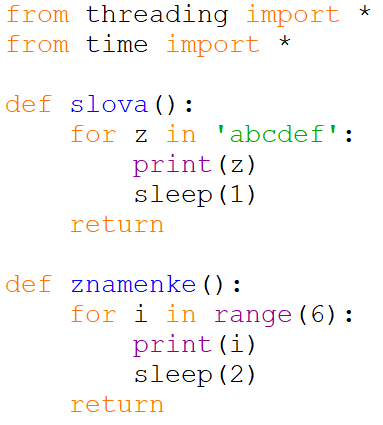 from threading import *
from time import *

def slova():
    for z in 'abcdef':
        print(z)
        sleep(1)
    return

def znamenke():
    for i in range(6):
        print(i)
        sleep(2)
    return